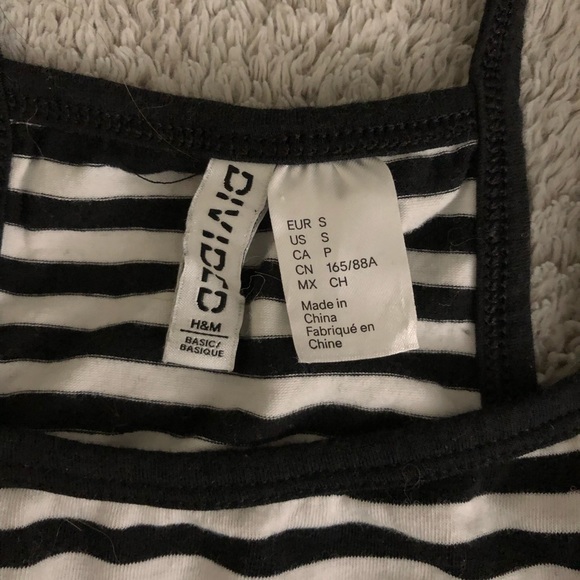 DIVIDED
H&M
BASIC/
BASIQUE
EUR S
US S
CA P
CN 165/88A
MX CH
Made in
China
Fabriqué en
Chine